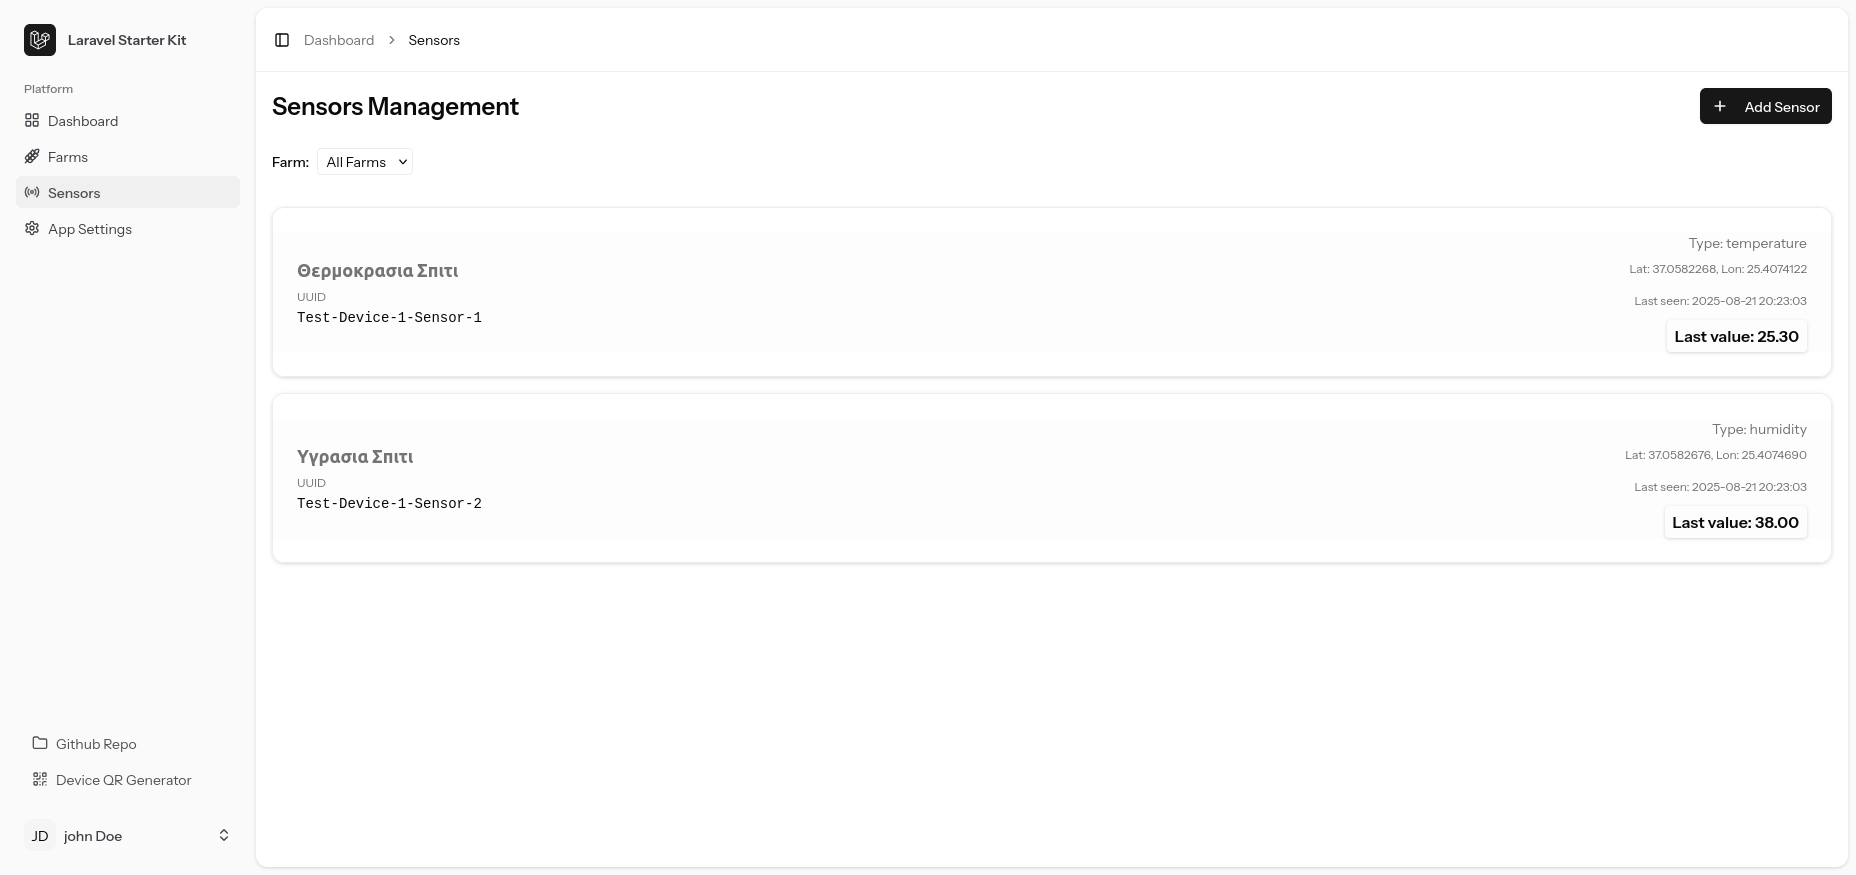 Laravel Starter Kit
Platform
Dashboard
Farms
Sensors
App Settings
Github Repo
Device QR Generator
JD john Doe
Dashboard > Sensors
Sensors Management
+ Add Sensor
Farm: All Farms
Θερμοκρασια Σπιτι
UUID
Test-Device-1-Sensor-1
Type: temperature
Lat: 37.0582268, Lon: 25.4074122
Last seen: 2025-08-21 20:23:03
Last value: 25.30
Υγρασια Σπιτι
UUID
Test-Device-1-Sensor-2
Type: humidity
Lat: 37.0582676, Lon: 25.4074690
Last seen: 2025-08-21 20:23:03
Last value: 38.00